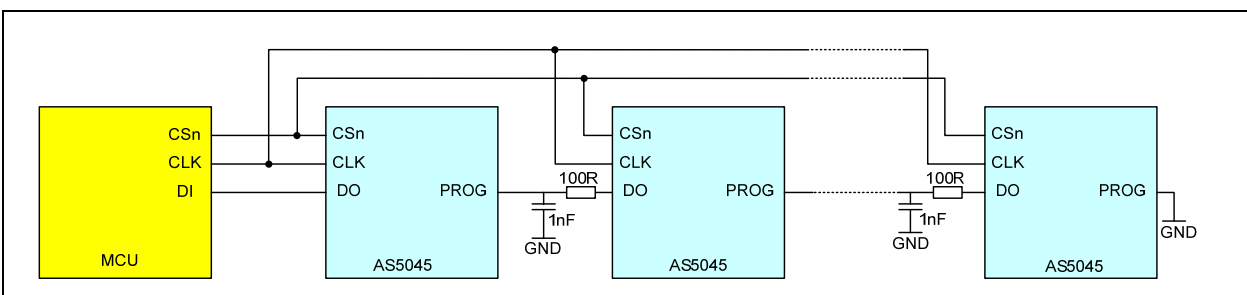 CSn
CLK
DI
MCU
CSn
CLK
DO
PROG
AS5045
100R
1nF
GND
CSn
CLK
DO
PROG
AS5045
100R
1nF
GND
CSn
CLK
DO
PROG
AS5045
GND